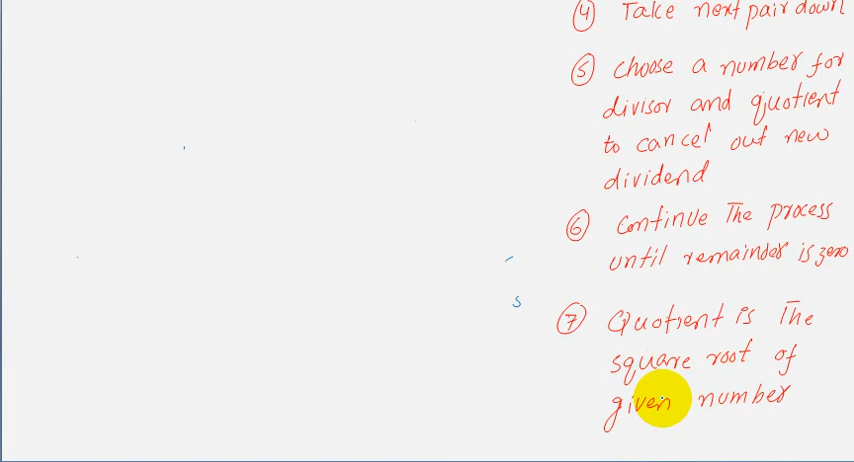 ④ Take next pair down
⑤ choose a number for
divisor and quotient
to cancel out new
dividend
⑥ continue The process
until remainder is zero
s
⑦ Quotient is The
square root of
given number